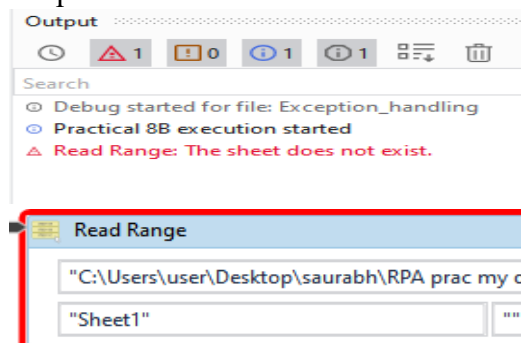 Output
1 0 1 1
Search
Debug started for file: Exception_handling
Practical 8B execution started
Read Range: The sheet does not exist.
Read Range
"C:\Users\user\Desktop\saurabh\RPA prac my
"Sheet1" ""